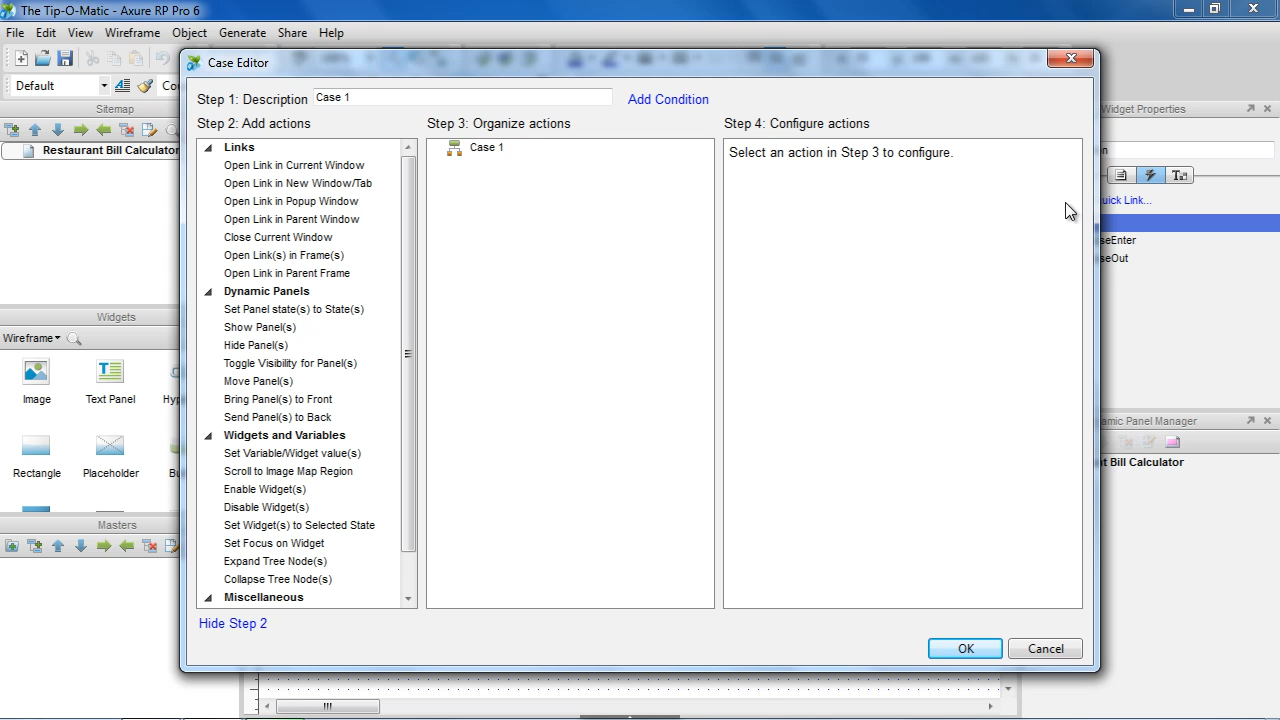 The Tip-O-Matic - Axure RP Pro 6
File Edit View Wireframe Object Generate Share Help
Default
Case Editor
Step 1: Description Case 1 Add Condition
Step 2: Add actions
Links
Open Link in Current Window
Open Link in New Window/Tab
Open Link in Popup Window
Open Link in Parent Window
Close Current Window
Open Link(s) in Frame(s)
Open Link in Parent Frame
Dynamic Panels
Set Panel state(s) to State(s)
Show Panel(s)
Hide Panel(s)
Toggle Visibility for Panel(s)
Move Panel(s)
Bring Panel(s) to Front
Send Panel(s) to Back
Widgets and Variables
Set Variable/Widget value(s)
Scroll to Image Map Region
Enable Widget(s)
Disable Widget(s)
Set Widget(s) to Selected State
Set Focus on Widget
Expand Tree Node(s)
Collapse Tree Node(s)
Miscellaneous
Hide Step 2
Step 3: Organize actions
Case 1
Step 4: Configure actions
Select an action in Step 3 to configure.
OK Cancel
Sitemap
Restaurant Bill Calculator
Widgets
Wireframe
Image Text Panel Hyp
Rectangle Placeholder Bu
Masters
Widget Properties
uick Link...
seEnter
seOut
amic Panel Manager
t Bill Calculator